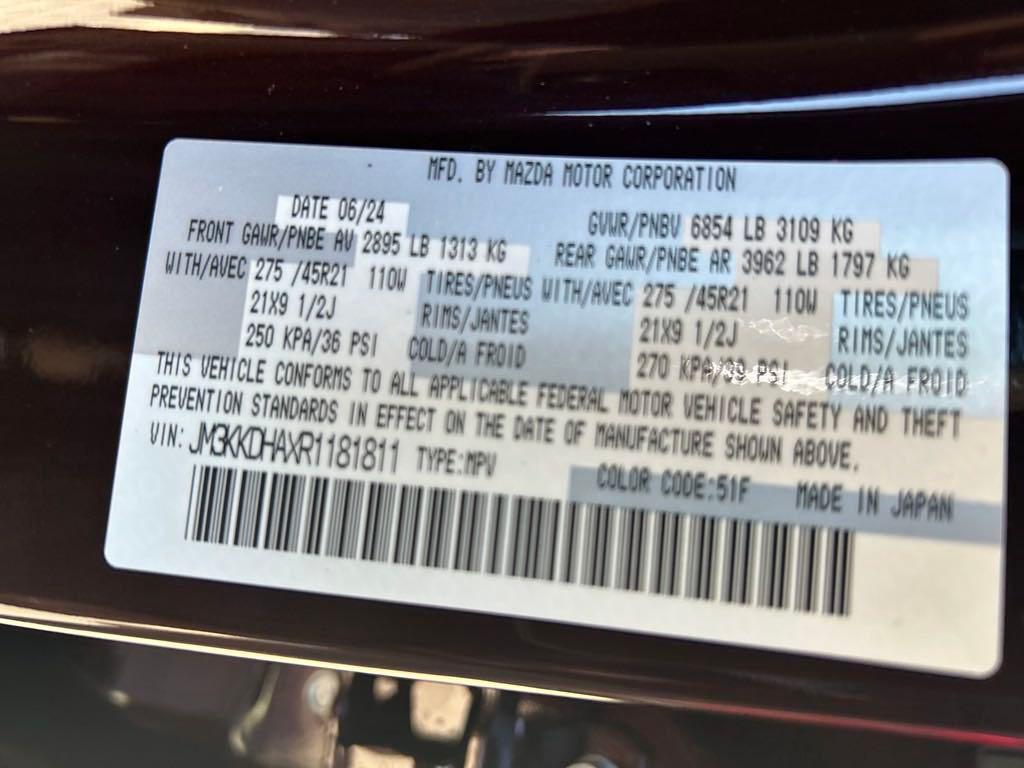 MFD. BY MAZDA MOTOR CORPORATION
DATE 06/24 GVWR/PNBV 6854 LB 3109 KG
FRONT GAWR/PNBE AV 2895 LB 1313 KG REAR GAWR/PNBE AR 3962 LB 1797 KG
WITH/AVEC 275 /45R21 110W TIRES/PNEUS WITH/AVEC 275 /45R21 110W TIRES/PNEUS
21X9 1/2J RIMS/JANTES 21X9 1/2J RIMS/JANTES
250 KPA/36 PSI COLD/A FROID 270 KPA/39 PSI COLD/A FROID
THIS VEHICLE CONFORMS TO ALL APPLICABLE FEDERAL MOTOR VEHICLE SAFETY AND THEFT
PREVENTION STANDARDS IN EFFECT ON THE DATE OF MANUFACTURE SHOWN ABOVE.
VIN: JM3KKDHAXR1181811 TYPE:MPV
COLOR CODE:51F MADE IN JAPAN